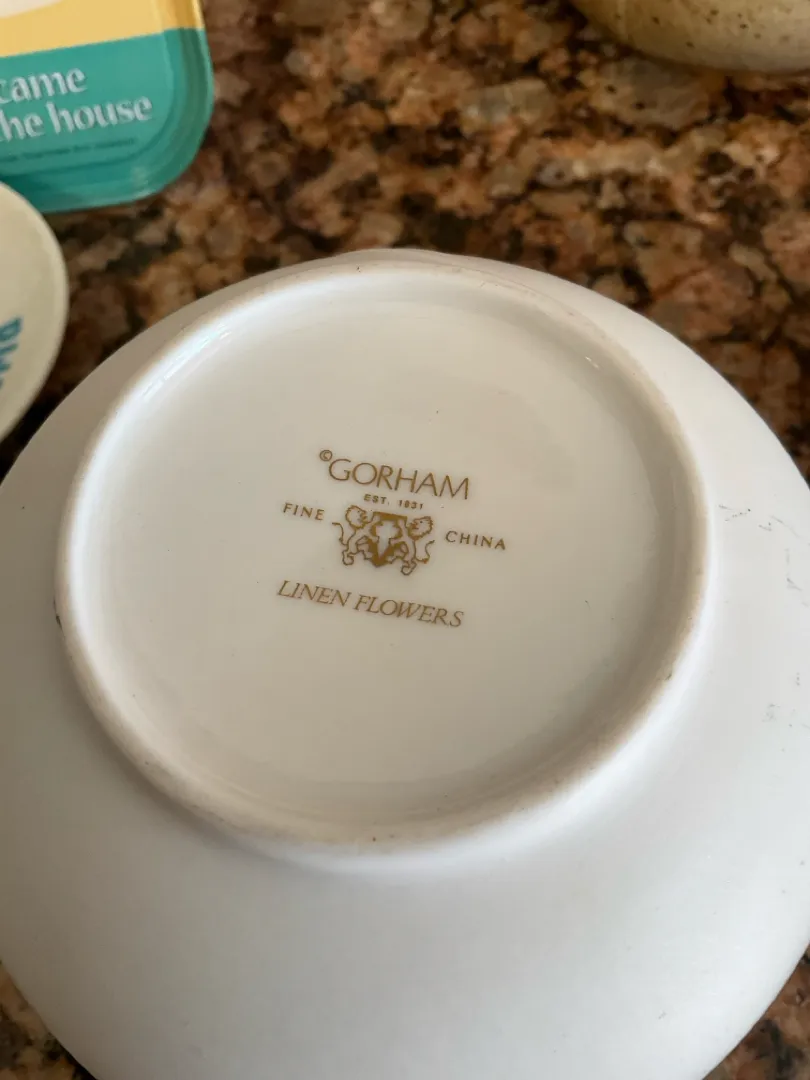 came
he house
©GORHAM
EST. 1831
FINE CHINA
LINEN FLOWERS